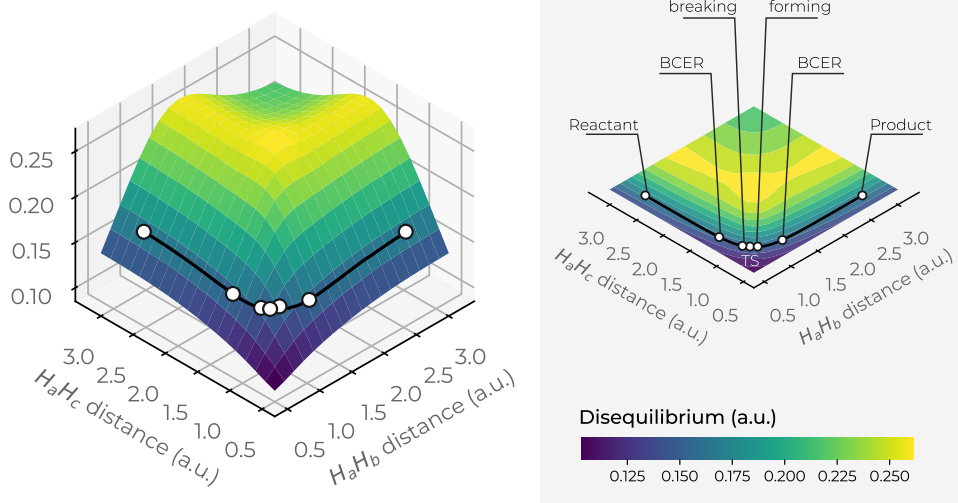 0.25
0.20
0.15
0.10
3.0
2.5
2.0
1.5
1.0
0.5
HaHc distance (a.u.)
0.5
1.0
1.5
2.0
2.5
3.0
HaHb distance (a.u.)
breaking
forming
BCER
BCER
Reactant
Product
TS
3.0
2.5
2.0
1.5
1.0
0.5
HaHc distance (a.u.)
0.5
1.0
1.5
2.0
2.5
3.0
HaHb distance (a.u.)
Disequilibrium (a.u.)
0.125 0.150 0.175 0.200 0.225 0.250